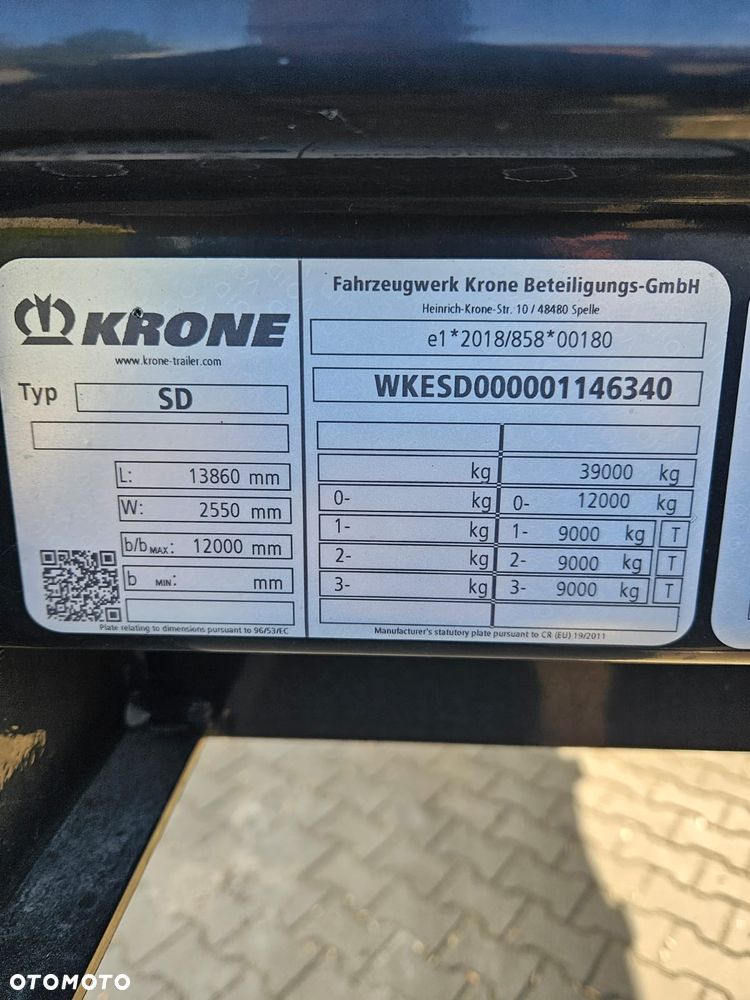 KRONE
www.krone-trailer.com
Typ SD
L: 13860 mm
W: 2550 mm
b/b MAX: 12000 mm
b MIN: mm
Plate relating to dimensions pursuant to 96/53/EC
Fahrzeugwerk Krone Beteiligungs-GmbH
Heinrich-Krone-Str. 10 / 48480 Spelle
e1*2018/858*00180
WKESD000001146340
kg 39000 kg
0- kg 0- 12000 kg
1- kg 1- 9000 kg T
2- kg 2- 9000 kg T
3- kg 3- 9000 kg T
Manufacturer's statutory plate pursuant to CR (EU) 19/2011
OTOMOTO